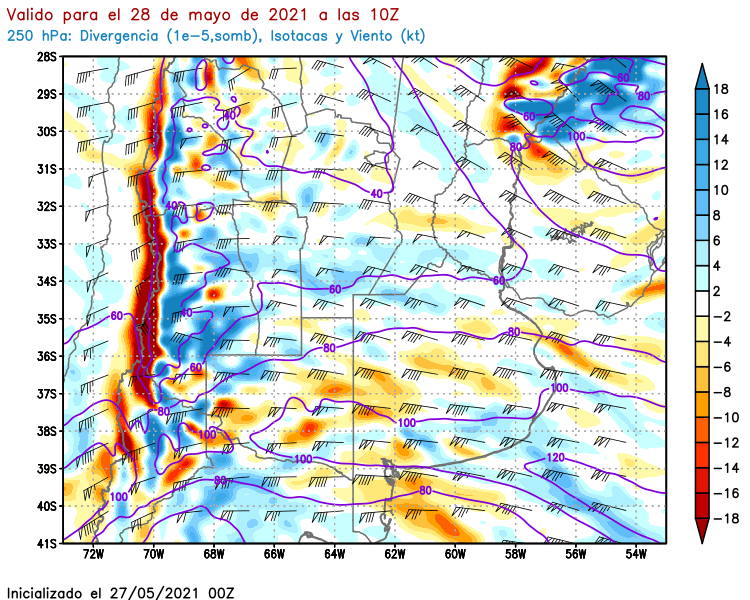 Valido para el 28 de mayo de 2021 a las 10Z
250 hPa: Divergencia (1e-5,somb), Isotacas y Viento (kt)
28S
29S
30S
31S
32S
33S
34S
35S
36S
37S
38S
39S
40S
41S
72W 70W 68W 66W 64W 62W 60W 58W 56W 54W
40
40
40
40
60
60
60
60
60
80
80
80
80
80
80
80
100
100
100
100
100
100
120
18
16
14
12
10
8
6
4
2
-2
-4
-6
-8
-10
-12
-14
-16
-18
Inicializado el 27/05/2021 00Z